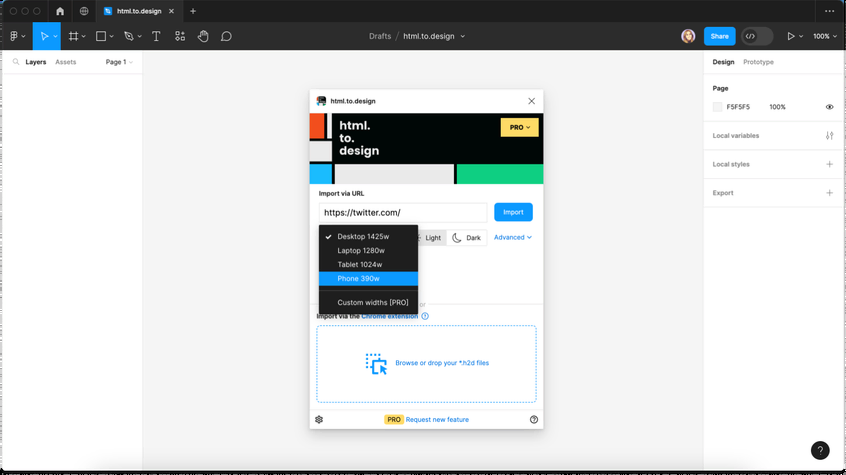 html.to.design
Drafts / html.to.design
Share
100%
Layers
Assets
Page 1
Design
Prototype
Page
F5F5F5
100%
Local variables
Local styles
Export
html.to.design
html.
to.
design
PRO
Import via URL
https://twitter.com/
Import
Desktop 1425w
Light
Dark
Advanced
Laptop 1280w
Tablet 1024w
Phone 390w
Custom widths [PRO]
or
Import via the Chrome extension
Browse or drop your *.h2d files
PRO Request new feature